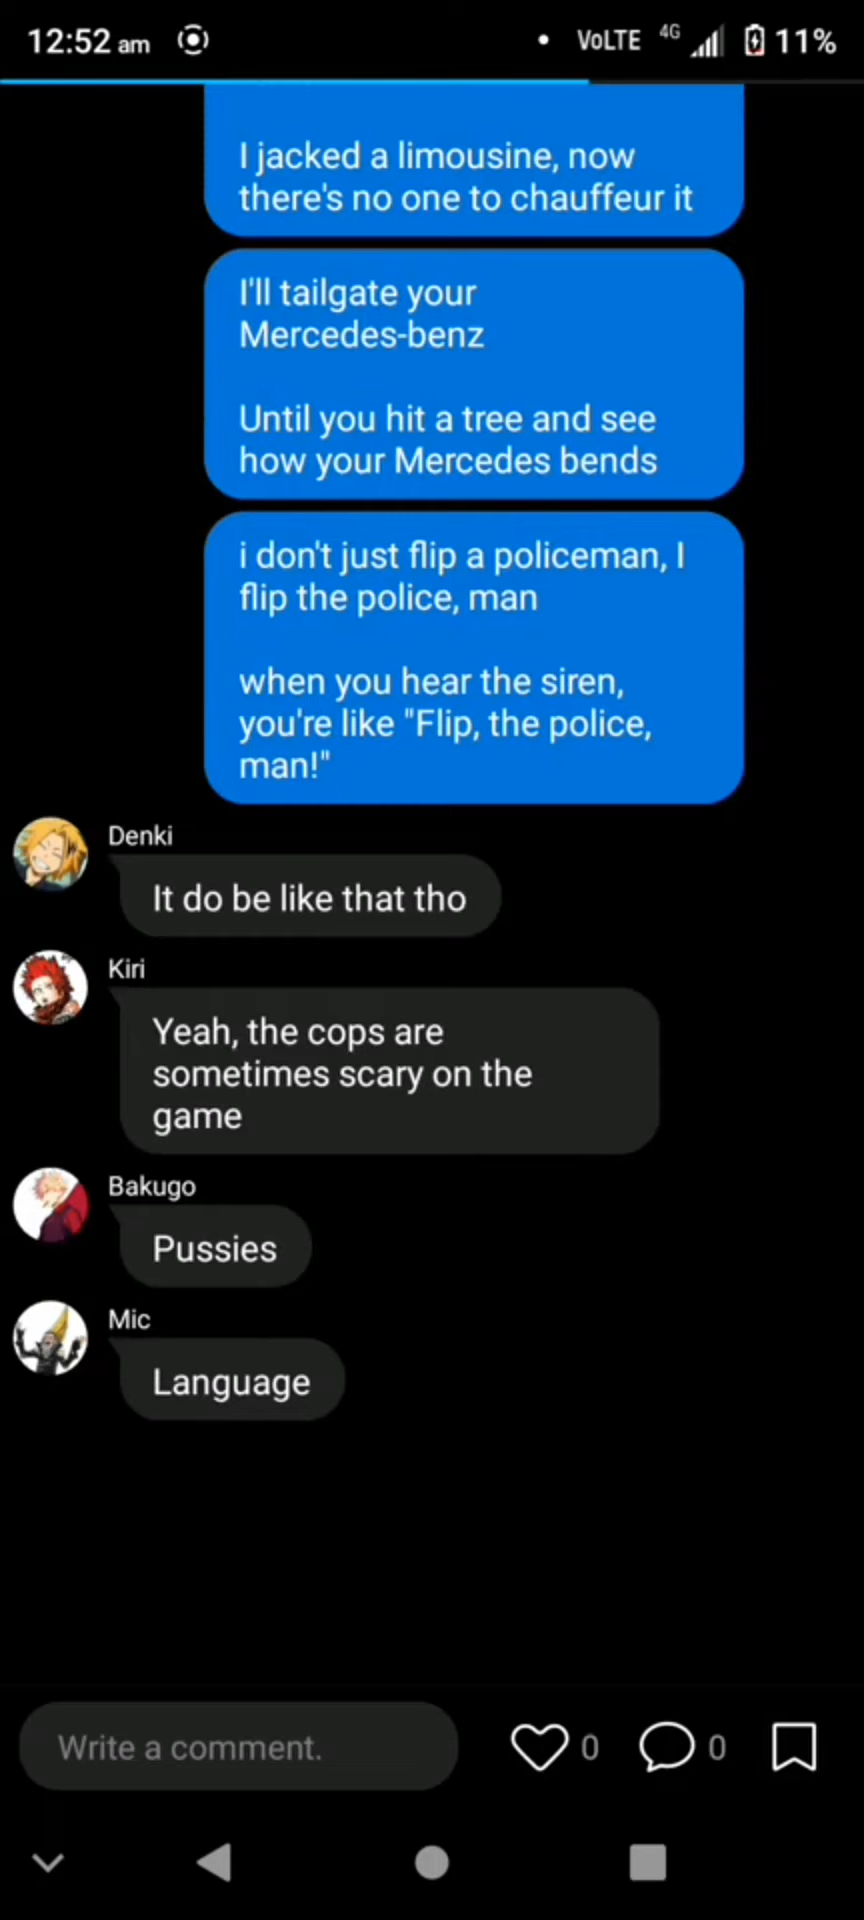 12:52 am
VoLTE 4G 11%
I jacked a limousine, now
there's no one to chauffeur it
I'll tailgate your
Mercedes-benz
Until you hit a tree and see
how your Mercedes bends
i don't just flip a policeman, I
flip the police, man
when you hear the siren,
you're like "Flip, the police,
man!"
Denki
It do be like that tho
Kiri
Yeah, the cops are
sometimes scary on the
game
Bakugo
Pussies
Mic
Language
Write a comment.
0
0